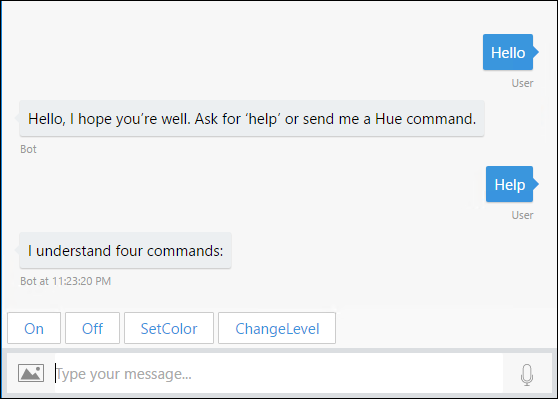 Hello
User
Hello, I hope you’re well. Ask for ‘help’ or send me a Hue command.
Bot
Help
User
I understand four commands:
Bot at 11:23:20 PM
On Off SetColor ChangeLevel
Type your message...